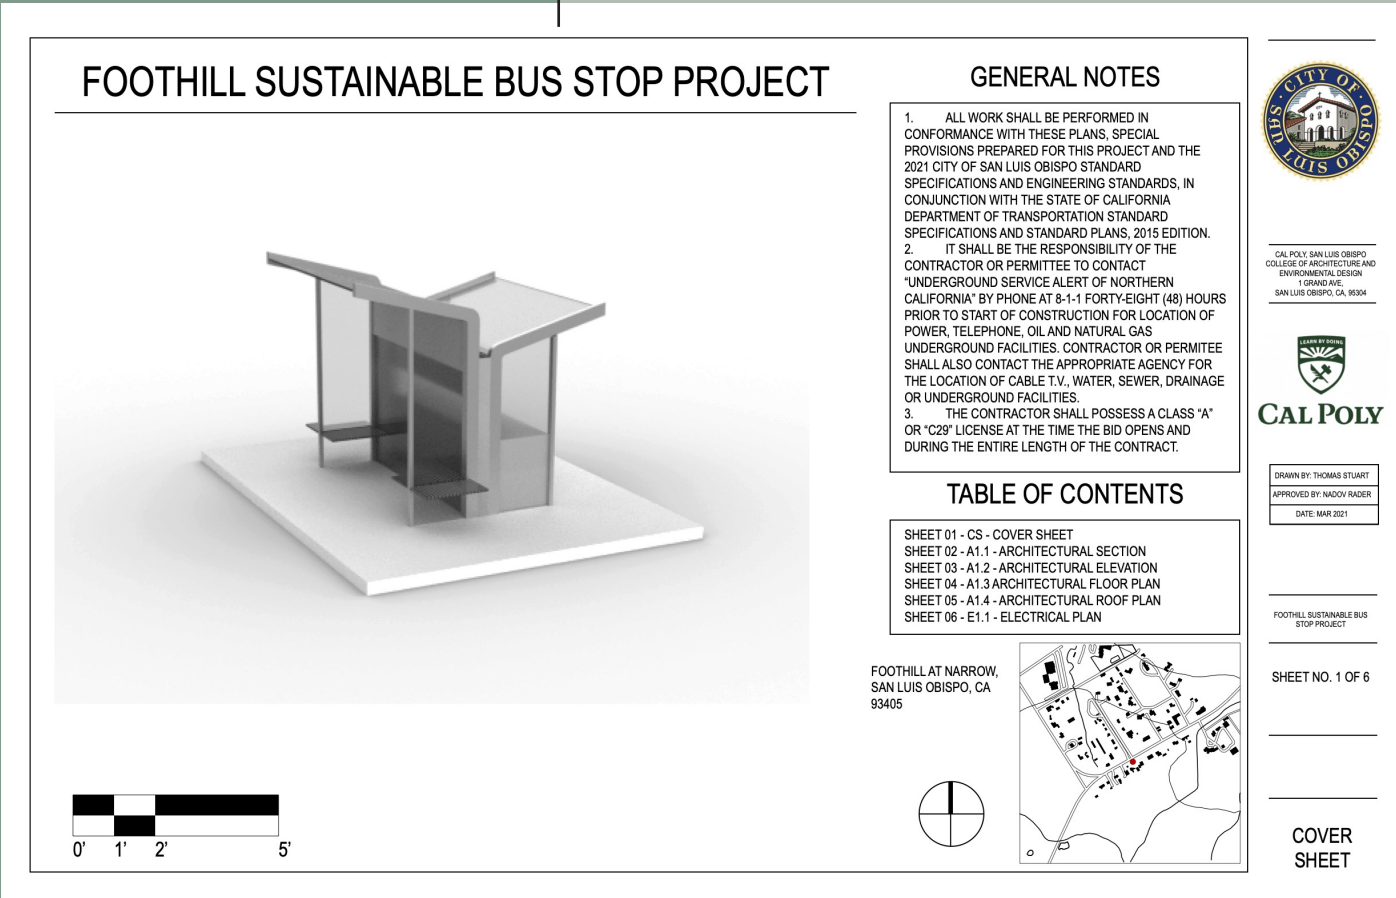 FOOTHILL SUSTAINABLE BUS STOP PROJECT
0' 1' 2' 5'
GENERAL NOTES
1. ALL WORK SHALL BE PERFORMED IN
CONFORMANCE WITH THESE PLANS, SPECIAL
PROVISIONS PREPARED FOR THIS PROJECT AND THE
2021 CITY OF SAN LUIS OBISPO STANDARD
SPECIFICATIONS AND ENGINEERING STANDARDS, IN
CONJUNCTION WITH THE STATE OF CALIFORNIA
DEPARTMENT OF TRANSPORTATION STANDARD
SPECIFICATIONS AND STANDARD PLANS, 2015 EDITION.
2. IT SHALL BE THE RESPONSIBILITY OF THE
CONTRACTOR OR PERMITTEE TO CONTACT
“UNDERGROUND SERVICE ALERT OF NORTHERN
CALIFORNIA” BY PHONE AT 8-1-1 FORTY-EIGHT (48) HOURS
PRIOR TO START OF CONSTRUCTION FOR LOCATION OF
POWER, TELEPHONE, OIL AND NATURAL GAS
UNDERGROUND FACILITIES. CONTRACTOR OR PERMITEE
SHALL ALSO CONTACT THE APPROPRIATE AGENCY FOR
THE LOCATION OF CABLE T.V., WATER, SEWER, DRAINAGE
OR UNDERGROUND FACILITIES.
3. THE CONTRACTOR SHALL POSSESS A CLASS “A”
OR “C29” LICENSE AT THE TIME THE BID OPENS AND
DURING THE ENTIRE LENGTH OF THE CONTRACT.
TABLE OF CONTENTS
SHEET 01 - CS - COVER SHEET
SHEET 02 - A1.1 - ARCHITECTURAL SECTION
SHEET 03 - A1.2 - ARCHITECTURAL ELEVATION
SHEET 04 - A1.3 ARCHITECTURAL FLOOR PLAN
SHEET 05 - A1.4 - ARCHITECTURAL ROOF PLAN
SHEET 06 - E1.1 - ELECTRICAL PLAN
FOOTHILL AT NARROW,
SAN LUIS OBISPO, CA
93405
CITY OF
SAN LUIS OBISPO
CAL POLY, SAN LUIS OBISPO
COLLEGE OF ARCHITECTURE AND
ENVIRONMENTAL DESIGN
1 GRAND AVE,
SAN LUIS OBISPO, CA, 95304
LEARN BY DOING
CAL POLY
DRAWN BY: THOMAS STUART
APPROVED BY: NADOV RADER
DATE: MAR 2021
FOOTHILL SUSTAINABLE BUS
STOP PROJECT
SHEET NO. 1 OF 6
COVER
SHEET